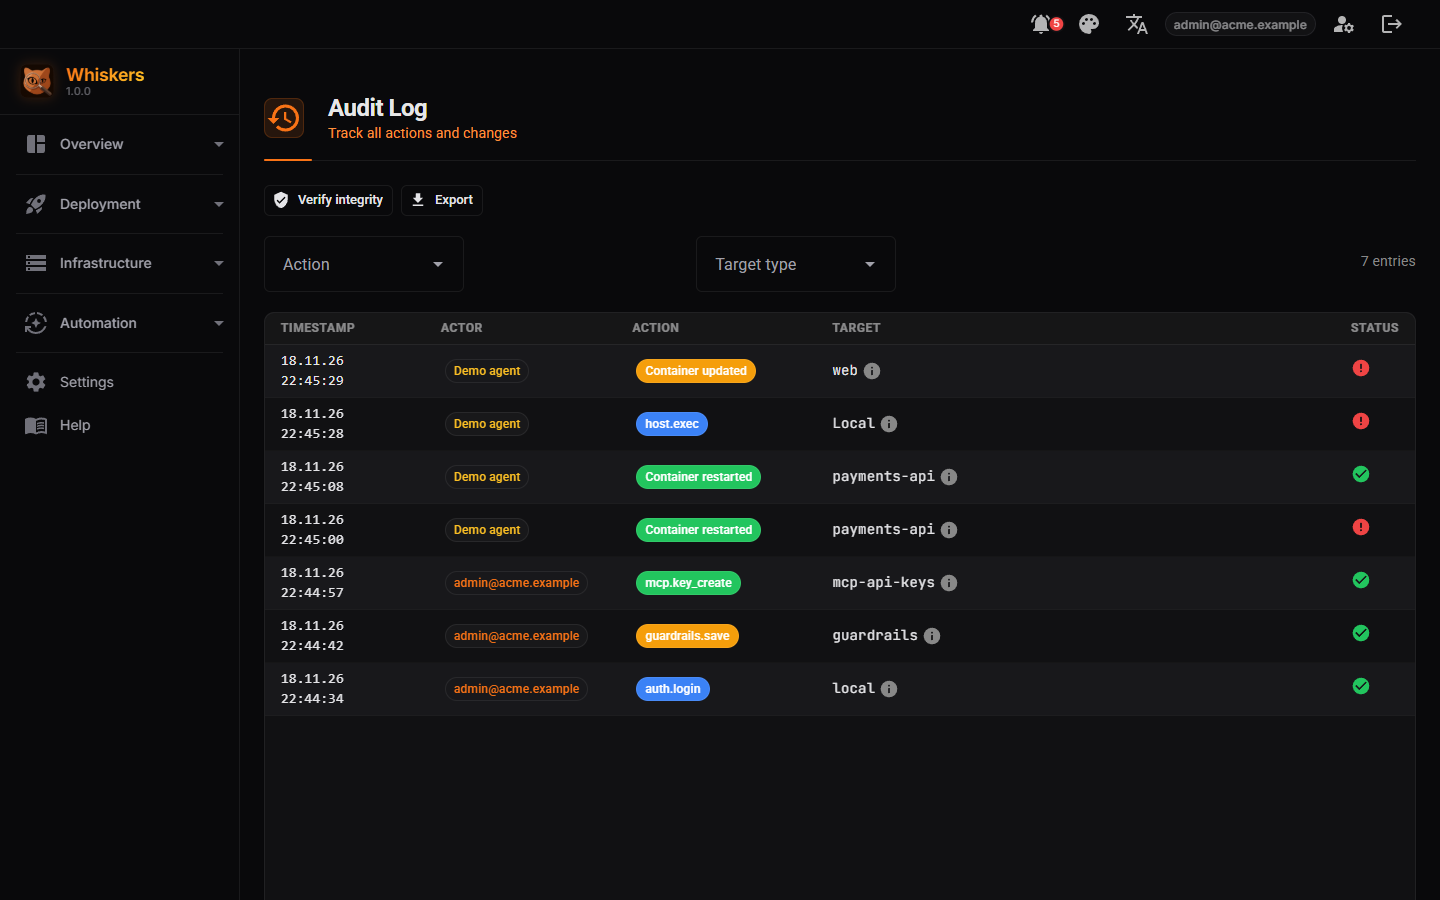 5
admin@acme.example
Whiskers
1.0.0
Overview
Deployment
Infrastructure
Automation
Settings
Help
Audit Log
Track all actions and changes
Verify integrity
Export
Action
Target type
7 entries
TIMESTAMP ACTOR ACTION TARGET STATUS
18.11.26
22:45:29
Demo agent Container updated web
18.11.26
22:45:28
Demo agent host.exec Local
18.11.26
22:45:08
Demo agent Container restarted payments-api
18.11.26
22:45:00
Demo agent Container restarted payments-api
18.11.26
22:44:57
admin@acme.example mcp.key_create mcp-api-keys
18.11.26
22:44:42
admin@acme.example guardrails.save guardrails
18.11.26
22:44:34
admin@acme.example auth.login local